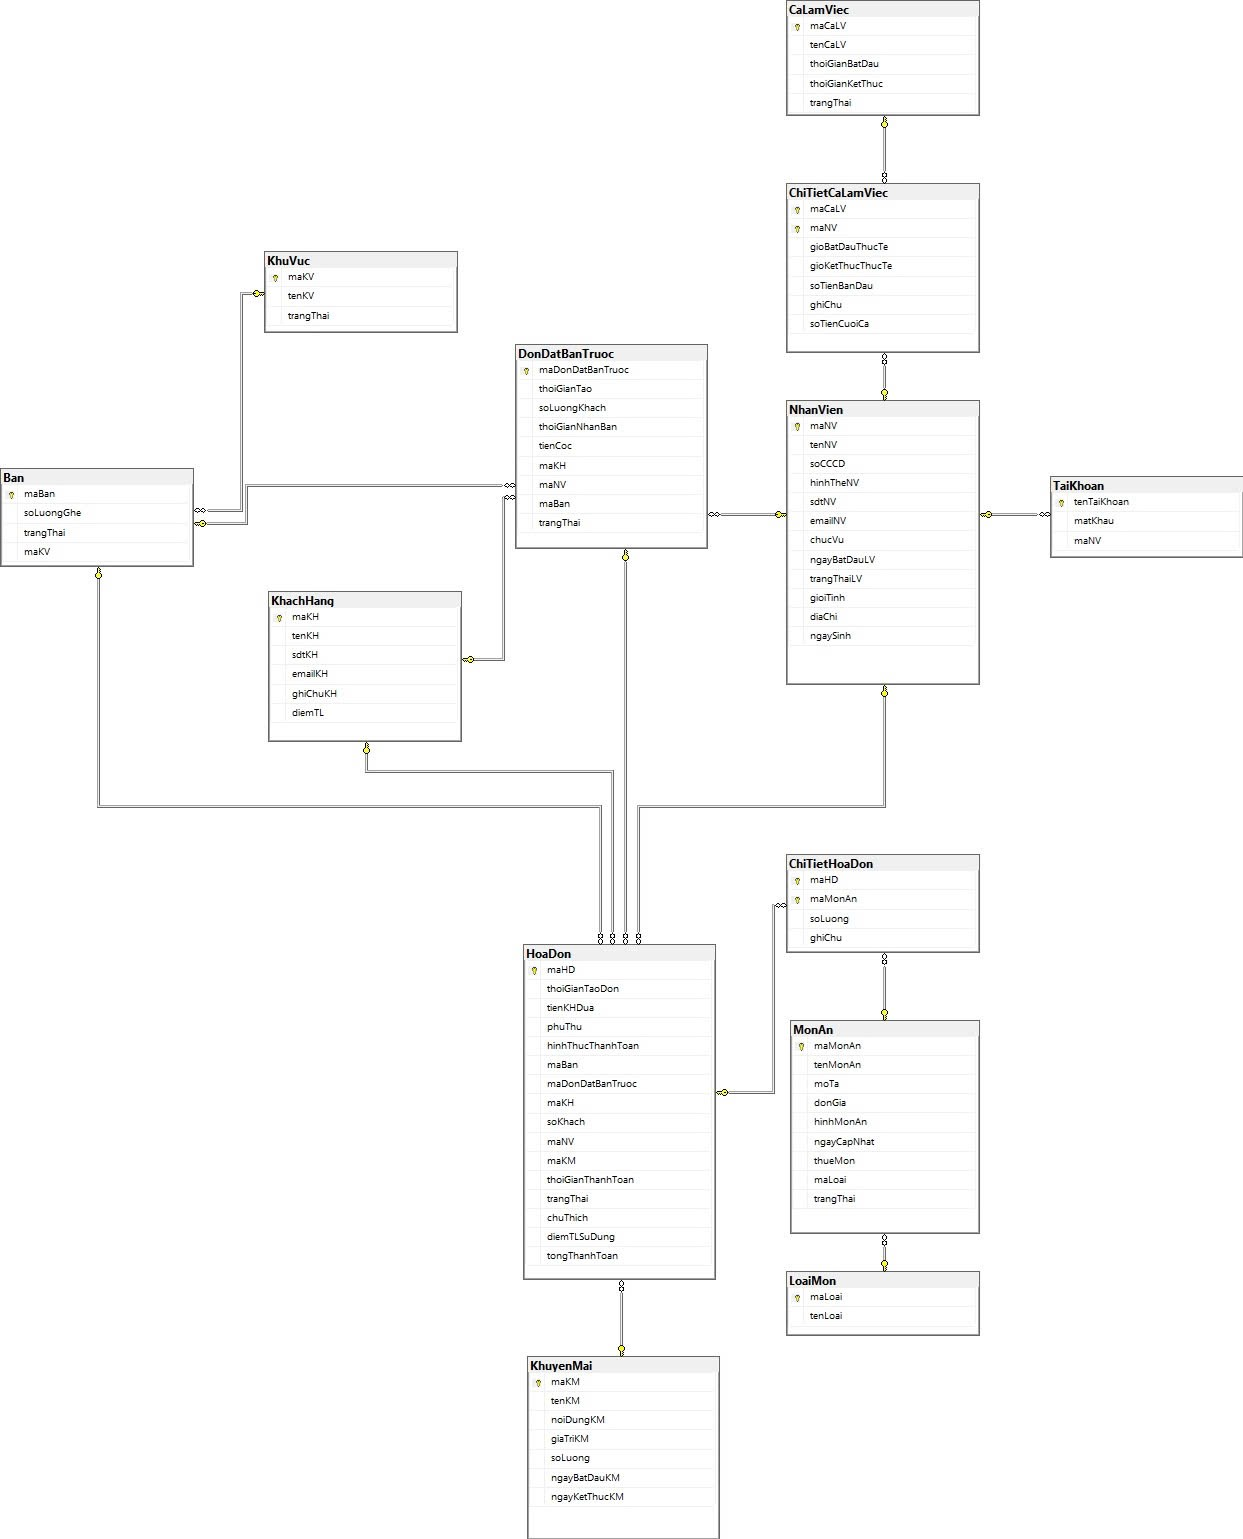 CaLamViec
maCaLV
tenCaLV
thoiGianBatDau
thoiGianKetThuc
trangThai
ChiTietCaLamViec
maCaLV
maNV
gioBatDauThucTe
gioKetThucThucTe
soTienBanDau
ghiChu
soTienCuoiCa
KhuVuc
maKV
tenKV
trangThai
DonDatBanTruoc
maDonDatBanTruoc
thoiGianTao
soLuongKhach
thoiGianNhanBan
tienCoc
maKH
maNV
maBan
trangThai
NhanVien
maNV
tenNV
soCCCD
hinhTheNV
sdtNV
emailNV
chucVu
ngayBatDauLV
trangThaiLV
gioiTinh
diaChi
ngaySinh
Ban
maBan
soLuongGhe
trangThai
maKV
TaiKhoan
tenTaiKhoan
matKhau
maNV
KhachHang
maKH
tenKH
sdtKH
emailKH
ghiChuKH
diemTL
ChiTietHoaDon
maHD
maMonAn
soLuong
ghiChu
HoaDon
maHD
thoiGianTaoDon
tienKHDua
phuThu
hinhThucThanhToan
maBan
maDonDatBanTruoc
maKH
soKhach
maNV
maKM
thoiGianThanhToan
trangThai
chuThich
diemTLSuDung
tongThanhToan
MonAn
maMonAn
tenMonAn
moTa
donGia
hinhMonAn
ngayCapNhat
thueMon
maLoai
trangThai
LoaiMon
maLoai
tenLoai
KhuyenMai
maKM
tenKM
noiDungKM
giaTriKM
soLuong
ngayBatDauKM
ngayKetThucKM